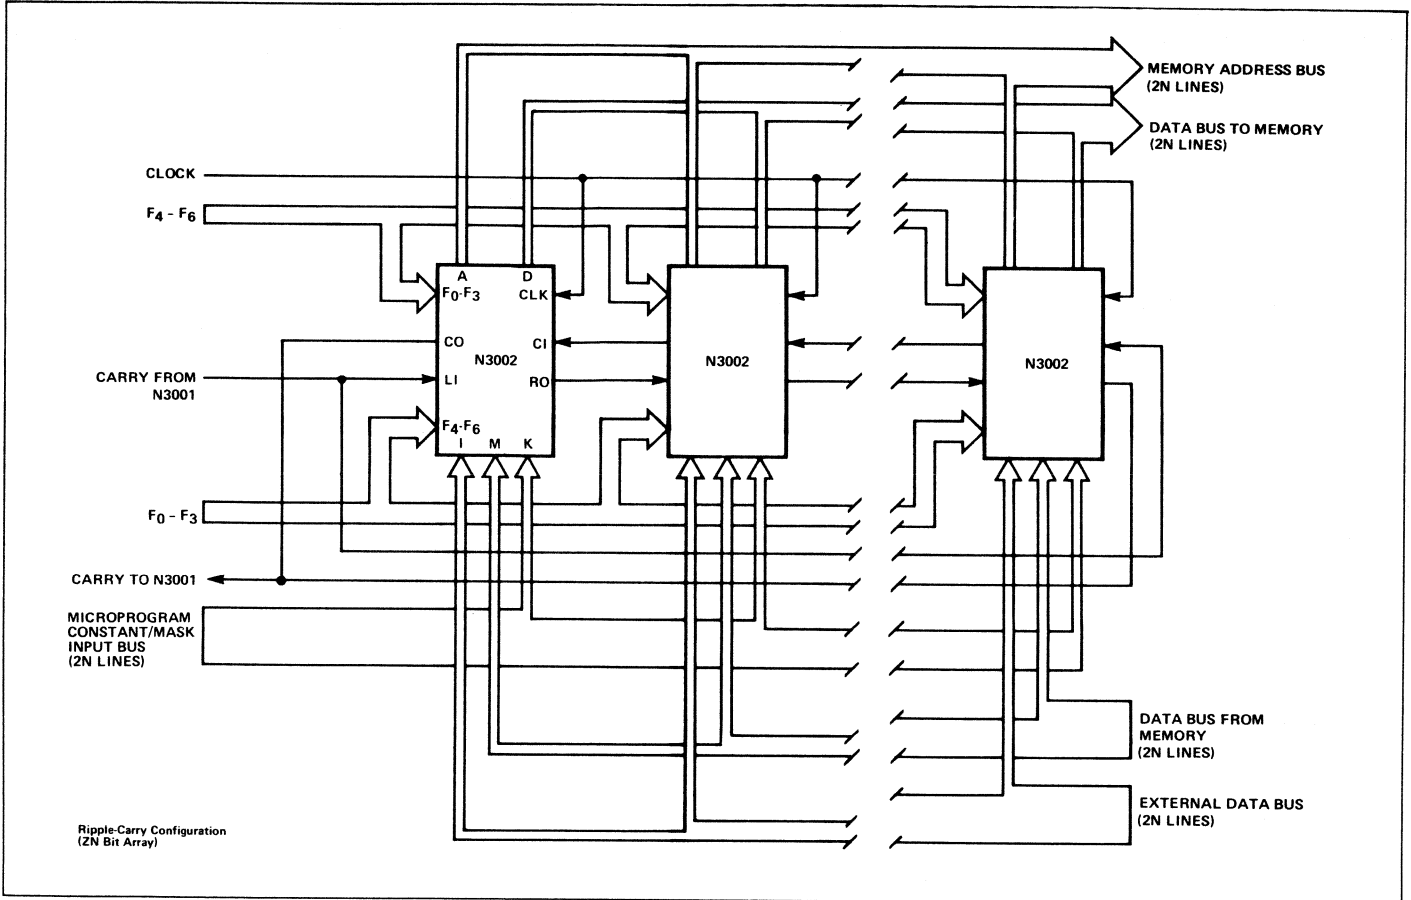 MEMORY ADDRESS BUS
(2N LINES)
DATA BUS TO MEMORY
(2N LINES)
CLOCK
F4 - F6
A D
F0-F3 CLK
CO CI
N3002
LI RO
F4-F6
I M K
N3002
N3002
CARRY FROM
N3001
F0 - F3
CARRY TO N3001
MICROPROGRAM
CONSTANT/MASK
INPUT BUS
(2N LINES)
DATA BUS FROM
MEMORY
(2N LINES)
EXTERNAL DATA BUS
(2N LINES)
Ripple-Carry Configuration
(ZN Bit Array)